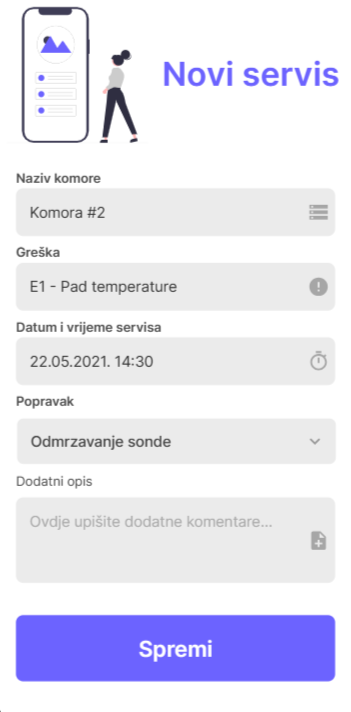 Novi servis
Naziv komore
Komora #2
Greška
E1 - Pad temperature
Datum i vrijeme servisa
22.05.2021. 14:30
Popravak
Odmrzavanje sonde
Dodatni opis
Ovdje upišite dodatne komentare...
Spremi